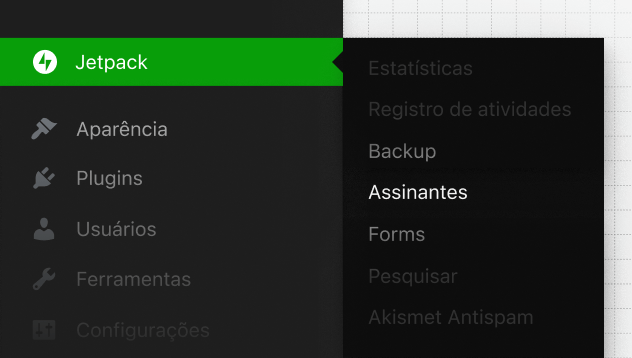 Jetpack
Aparência
Plugins
Usuários
Ferramentas
Configurações
Estatísticas
Registro de atividades
Backup
Assinantes
Forms
Pesquisar
Akismet Antispam